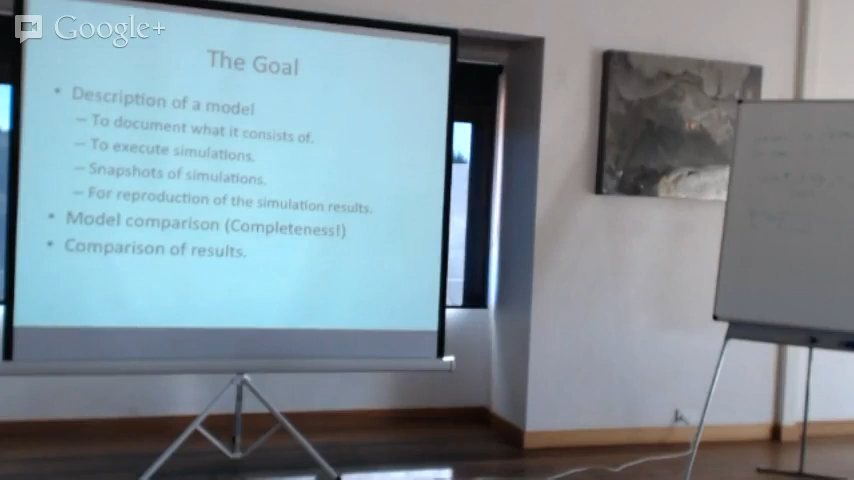 Google+
The Goal
• Description of a model
– To document what it consists of.
– To execute simulations.
– Snapshots of simulations.
– For reproduction of the simulation results.
• Model comparison (Completeness!)
• Comparison of results.